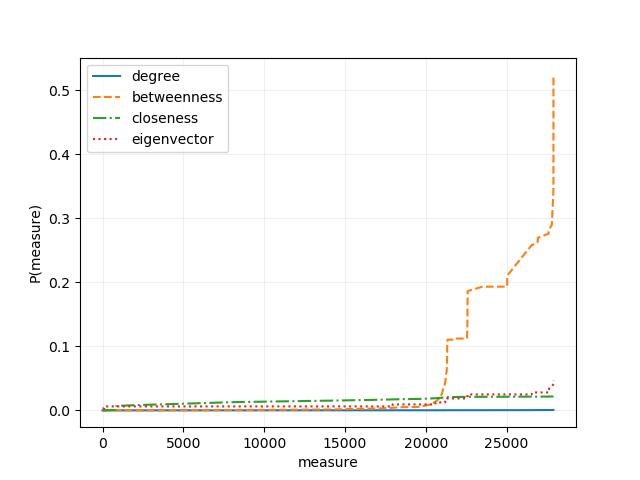 degree
betweenness
closeness
eigenvector
0.5
0.4
0.3
0.2
0.1
0.0
P(measure)
0 5000 10000 15000 20000 25000
measure